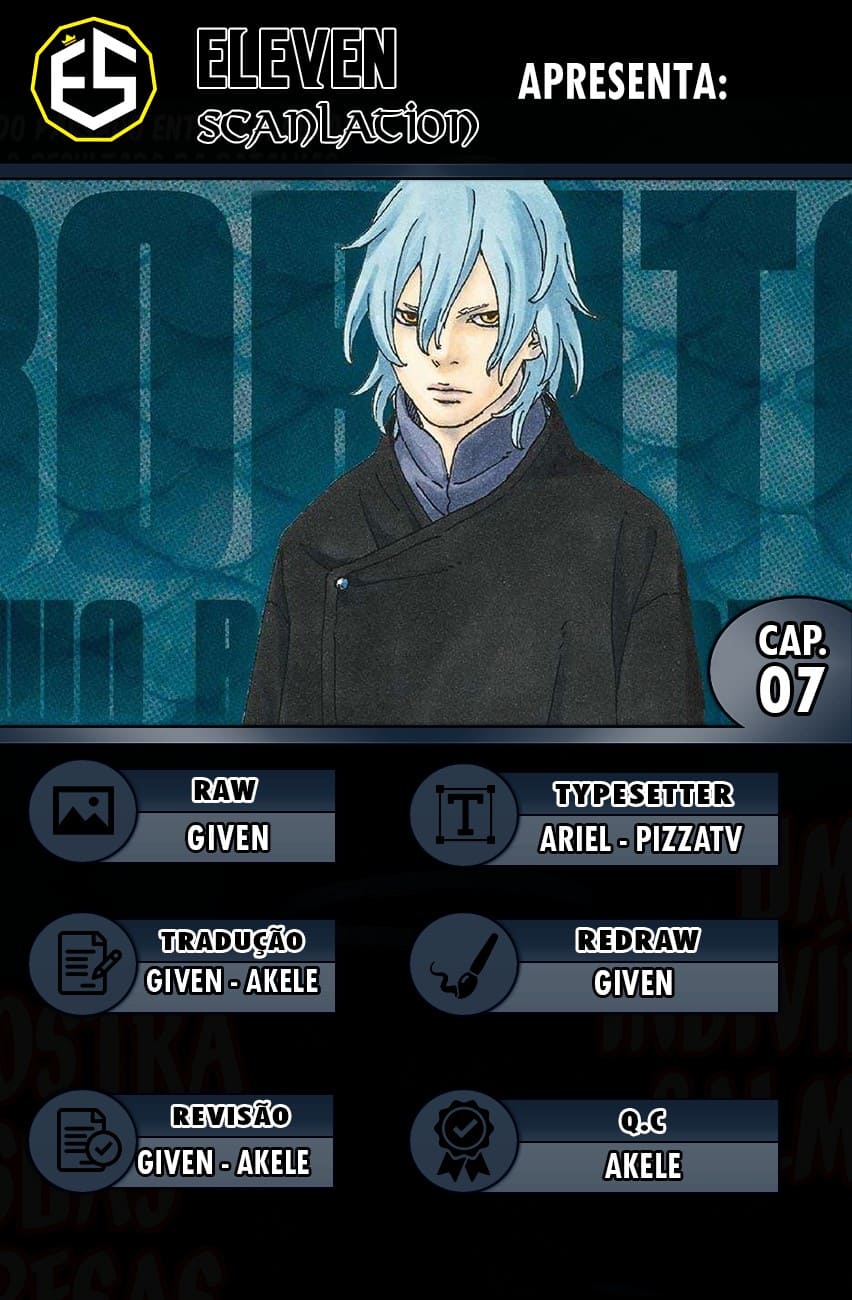 ES
ELEVEN
SCANLATION
APRESENTA:
CAP.
07
RAW
GIVEN
TYPESETTER
ARIEL - PIZZATV
TRADUÇÃO
GIVEN - AKELE
REDRAW
GIVEN
REVISÃO
GIVEN - AKELE
Q.C
AKELE